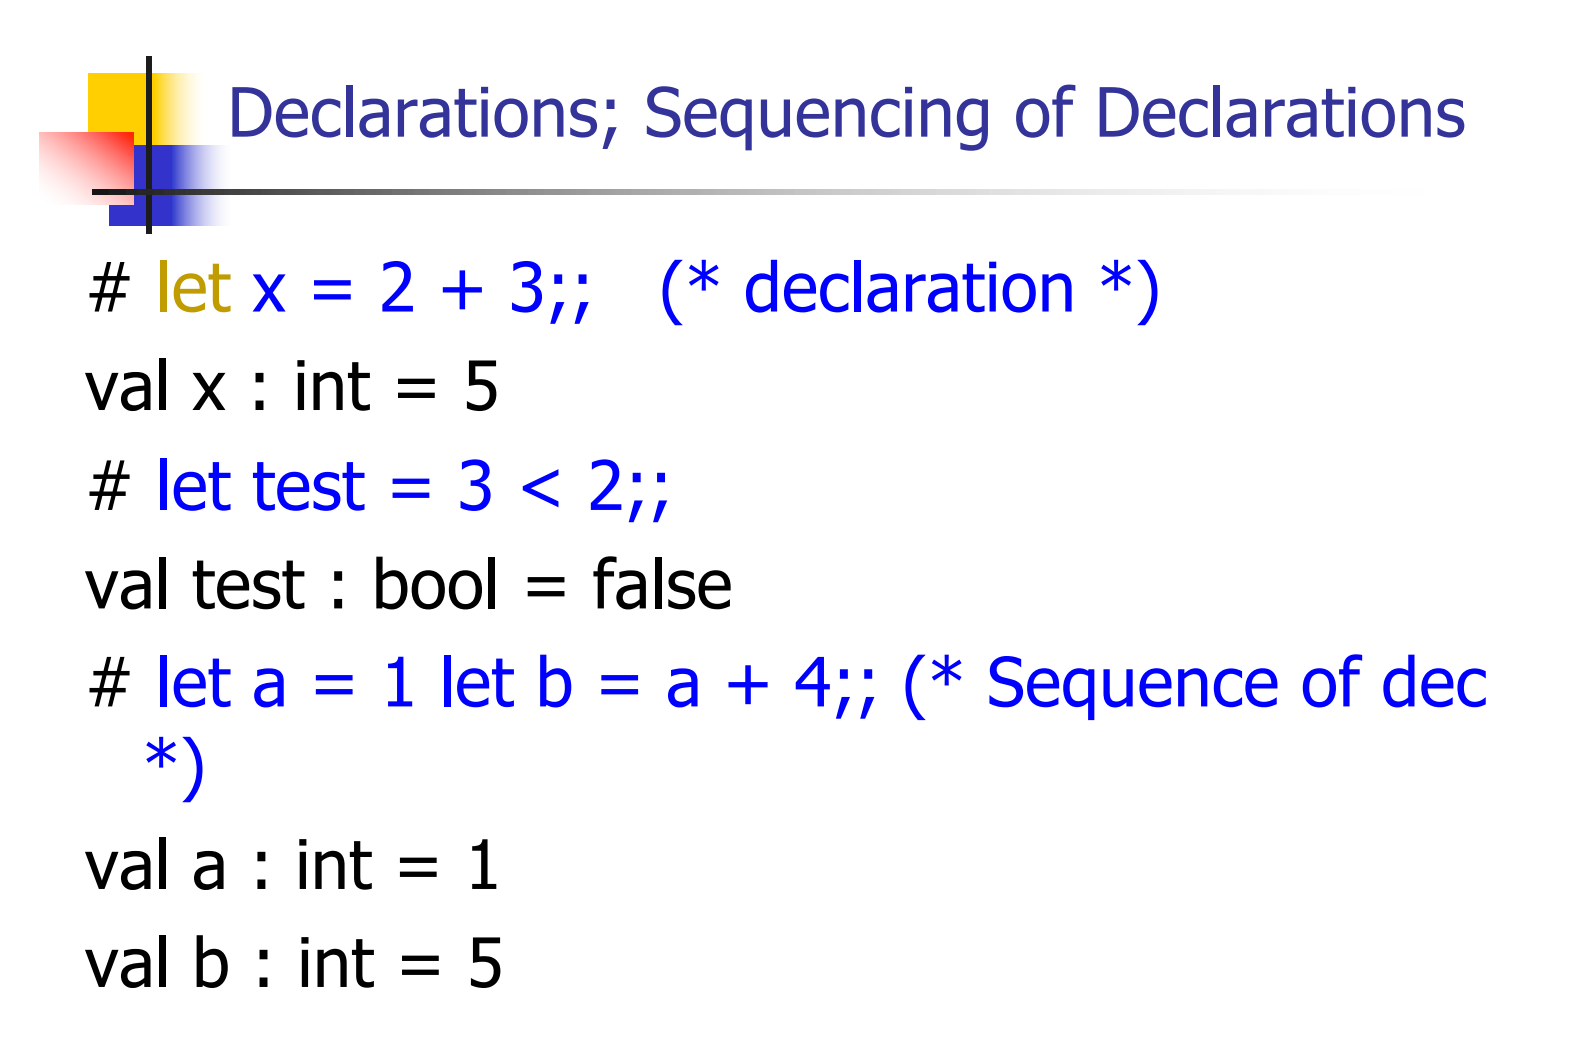 Declarations; Sequencing of Declarations
# let x = 2 + 3;; (* declaration *)
val x : int = 5
# let test = 3 < 2;;
val test : bool = false
# let a = 1 let b = a + 4;; (* Sequence of dec
*)
val a : int = 1
val b : int = 5